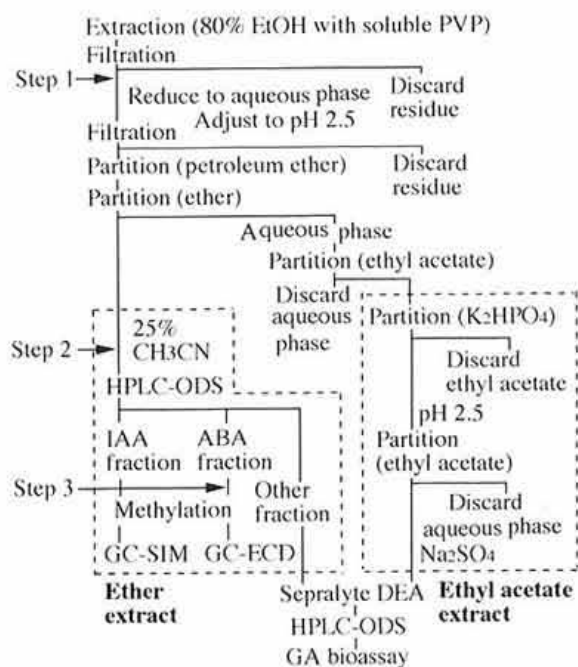 Extraction (80% EtOH with soluble PVP)
Filtration
Step 1
Reduce to aqueous phase
Adjust to pH 2.5
Discard
residue
Filtration
Partition (petroleum ether)
Discard
residue
Partition (ether)
Aqueous phase
Partition (ethyl acetate)
Discard
aqueous
phase
Partition (K2HPO4)
Discard
ethyl acetate
pH 2.5
Partition
(ethyl acetate)
Discard
aqueous phase
Na2SO4
25%
CH3CN
Step 2
HPLC-ODS
IAA
fraction
ABA
fraction
Other
fraction
Step 3
Methylation
GC-SIM
GC-ECD
Ether
extract
Ethyl acetate
extract
Sepralyte DEA
HPLC-ODS
GA bioassay